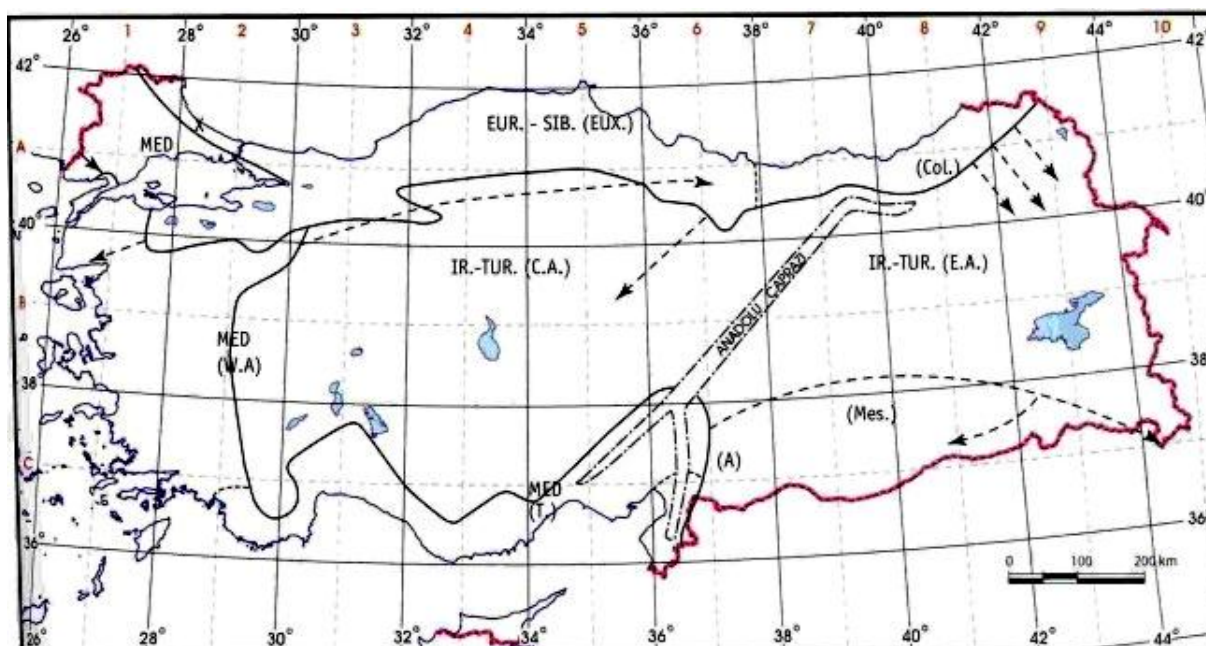 26° 1 28° 2 30° 3 32° 4 34° 5 36° 6 38° 7 40° 8 42° 9 44° 10 42°
42°
X
EUR. - SIB. (EUX.)
MED
A
(Col.)
40°
40°
IR.-TUR. (C.A.)
IR.-TUR. (E.A.)
ANADOLU ÇAPRAZI
B
MED
(W.A)
38°
38°
(Mes.)
C
(A)
MED
(T.)
36°
36°
0 100 200 km
26° 28° 30° 32° 34° 36° 38° 40° 42° 44°